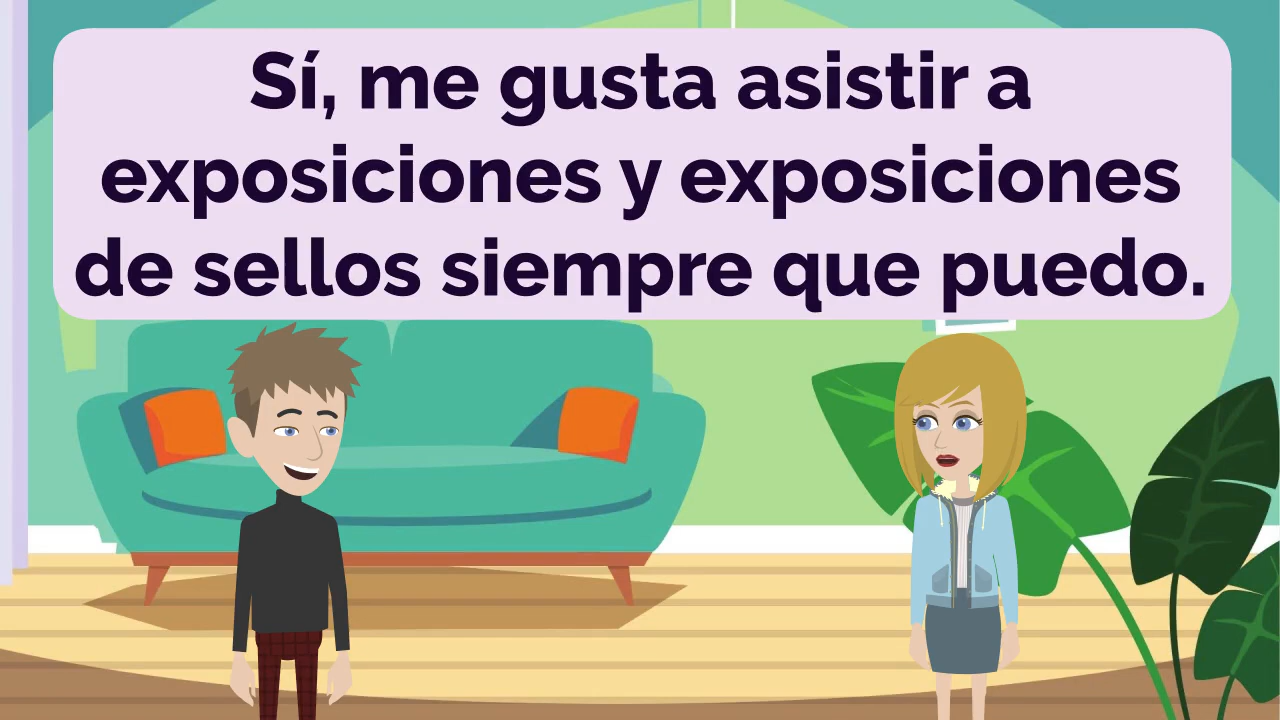 Sí, me gusta asistir a
exposiciones y exposiciones
de sellos siempre que puedo.